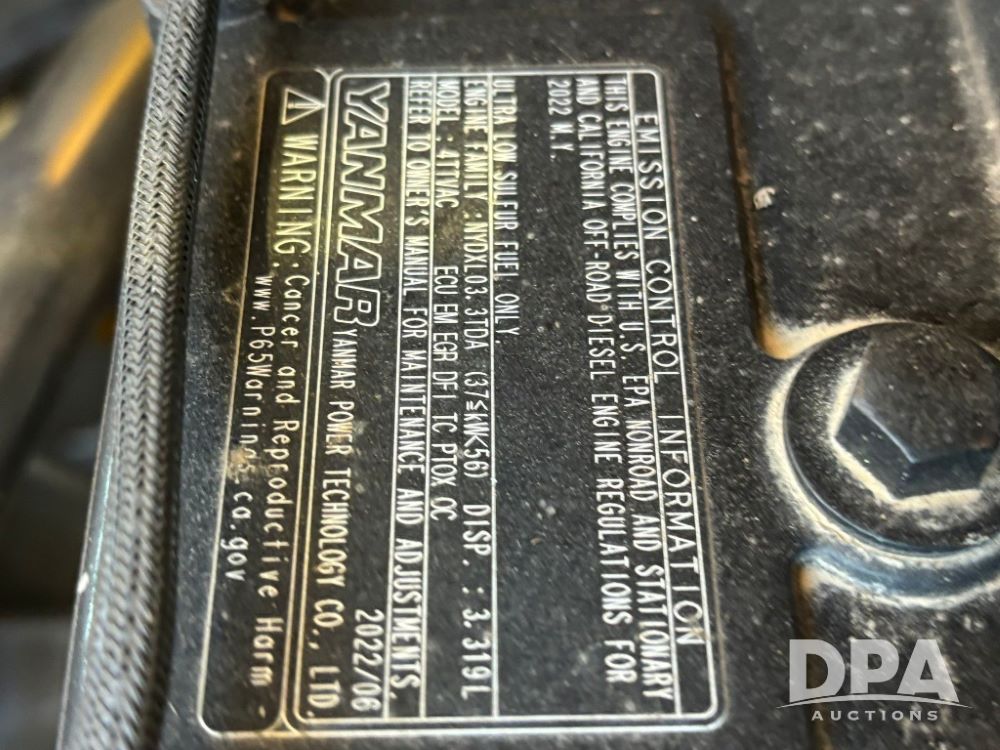 EMISSION CONTROL INFORMATION
THIS ENGINE COMPLIES WITH U.S. EPA NONROAD AND STATIONARY
AND CALIFORNIA OFF-ROAD DIESEL ENGINE REGULATIONS FOR
2022 M.Y.
ULTRA LOW SULFUR FUEL ONLY.
ENGINE FAMILY : NYDXL03.3TDA (37≤kW<56) DISP. : 3.319L
MODEL : 4TTVAC ECU EM EGR DFI TC PTOX OC
REFER TO OWNER'S MANUAL FOR MAINTENANCE AND ADJUSTMENTS.
2022/06
YANMAR YANMAR POWER TECHNOLOGY CO., LTD.
⚠ WARNING: Cancer and Reproductive Harm -
www.P65Warnings.ca.gov
DPA
AUCTIONS